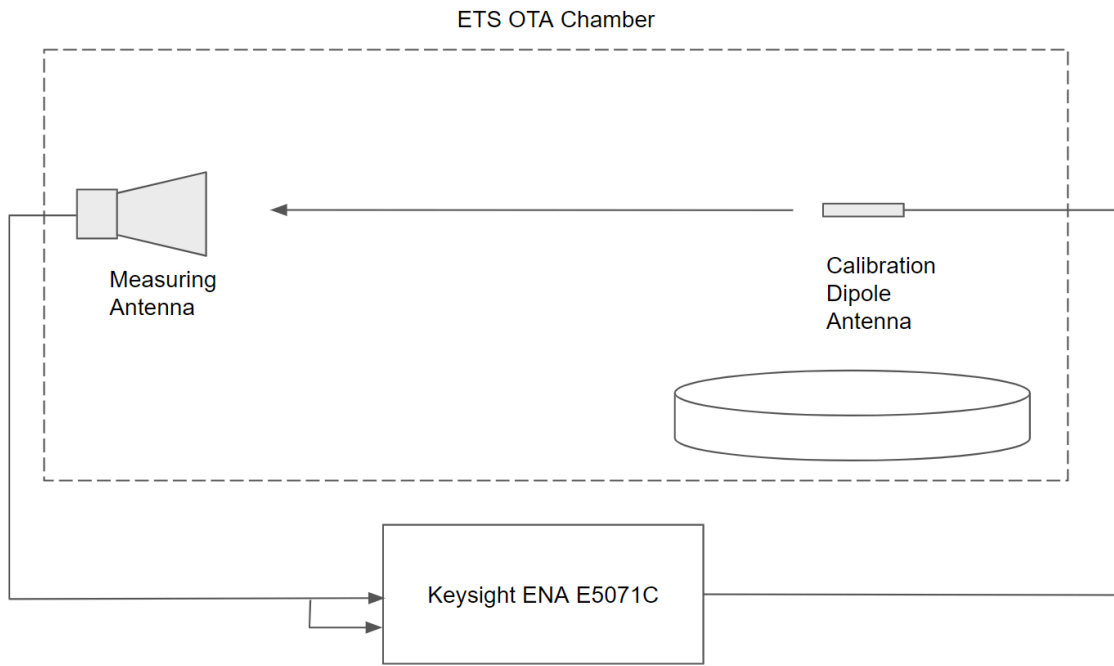 ETS OTA Chamber
Measuring
Antenna
Calibration
Dipole
Antenna
Keysight ENA E5071C